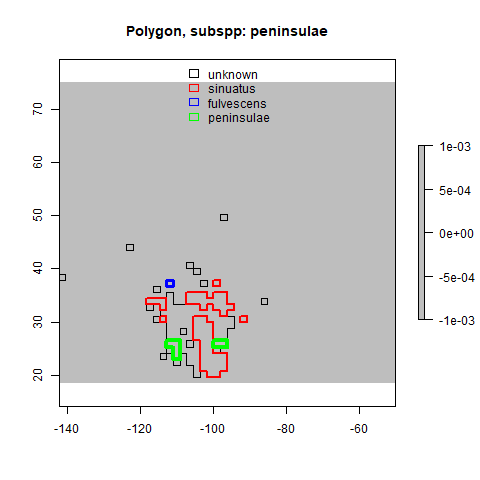 Polygon, subspp: peninsulae
unknown
sinuatus
fulvescens
peninsulae
70
60
50
40
30
20
-140 -120 -100 -80 -60
1e-03
5e-04
0e+00
-5e-04
-1e-03